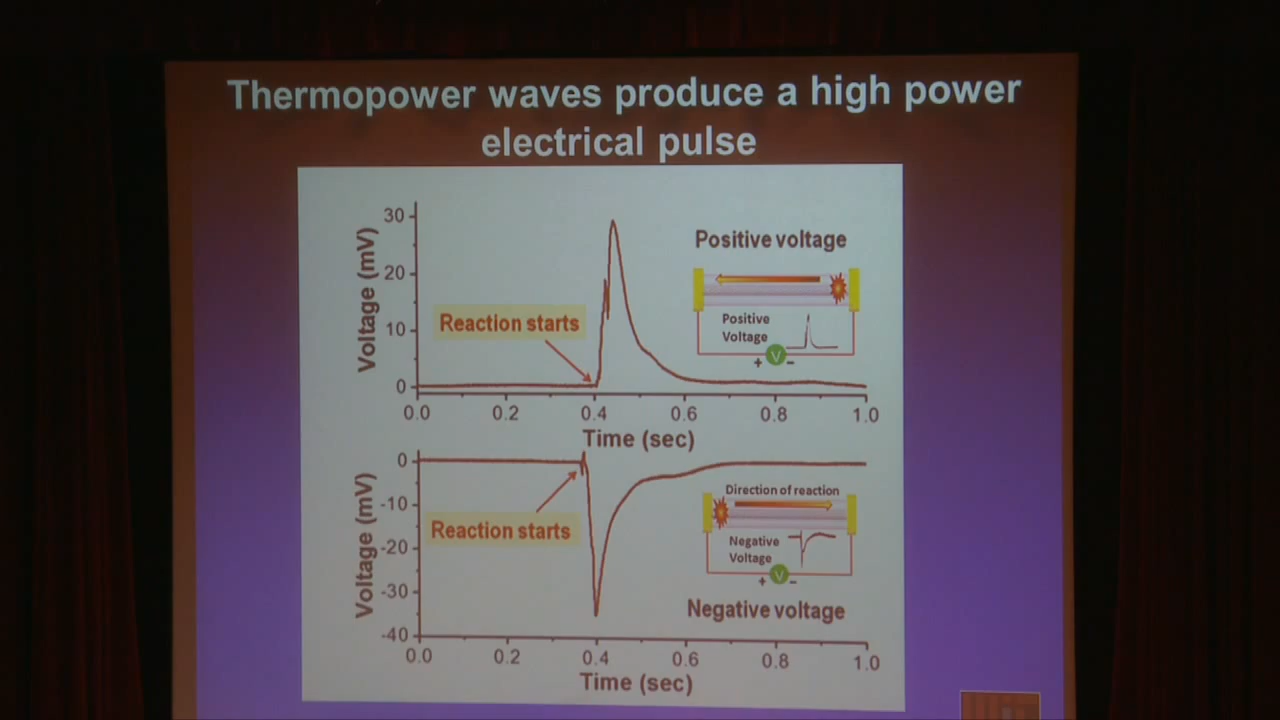 Thermopower waves produce a high power
electrical pulse
Voltage (mV)
30
20
10
0
Reaction starts
Positive voltage
Positive
Voltage
V
+ −
0.0 0.2 0.4 0.6 0.8 1.0
Time (sec)
Voltage (mV)
0
-10
-20
-30
-40
Reaction starts
Direction of reaction
Negative
Voltage
V
+ −
Negative voltage
0.0 0.2 0.4 0.6 0.8 1.0
Time (sec)